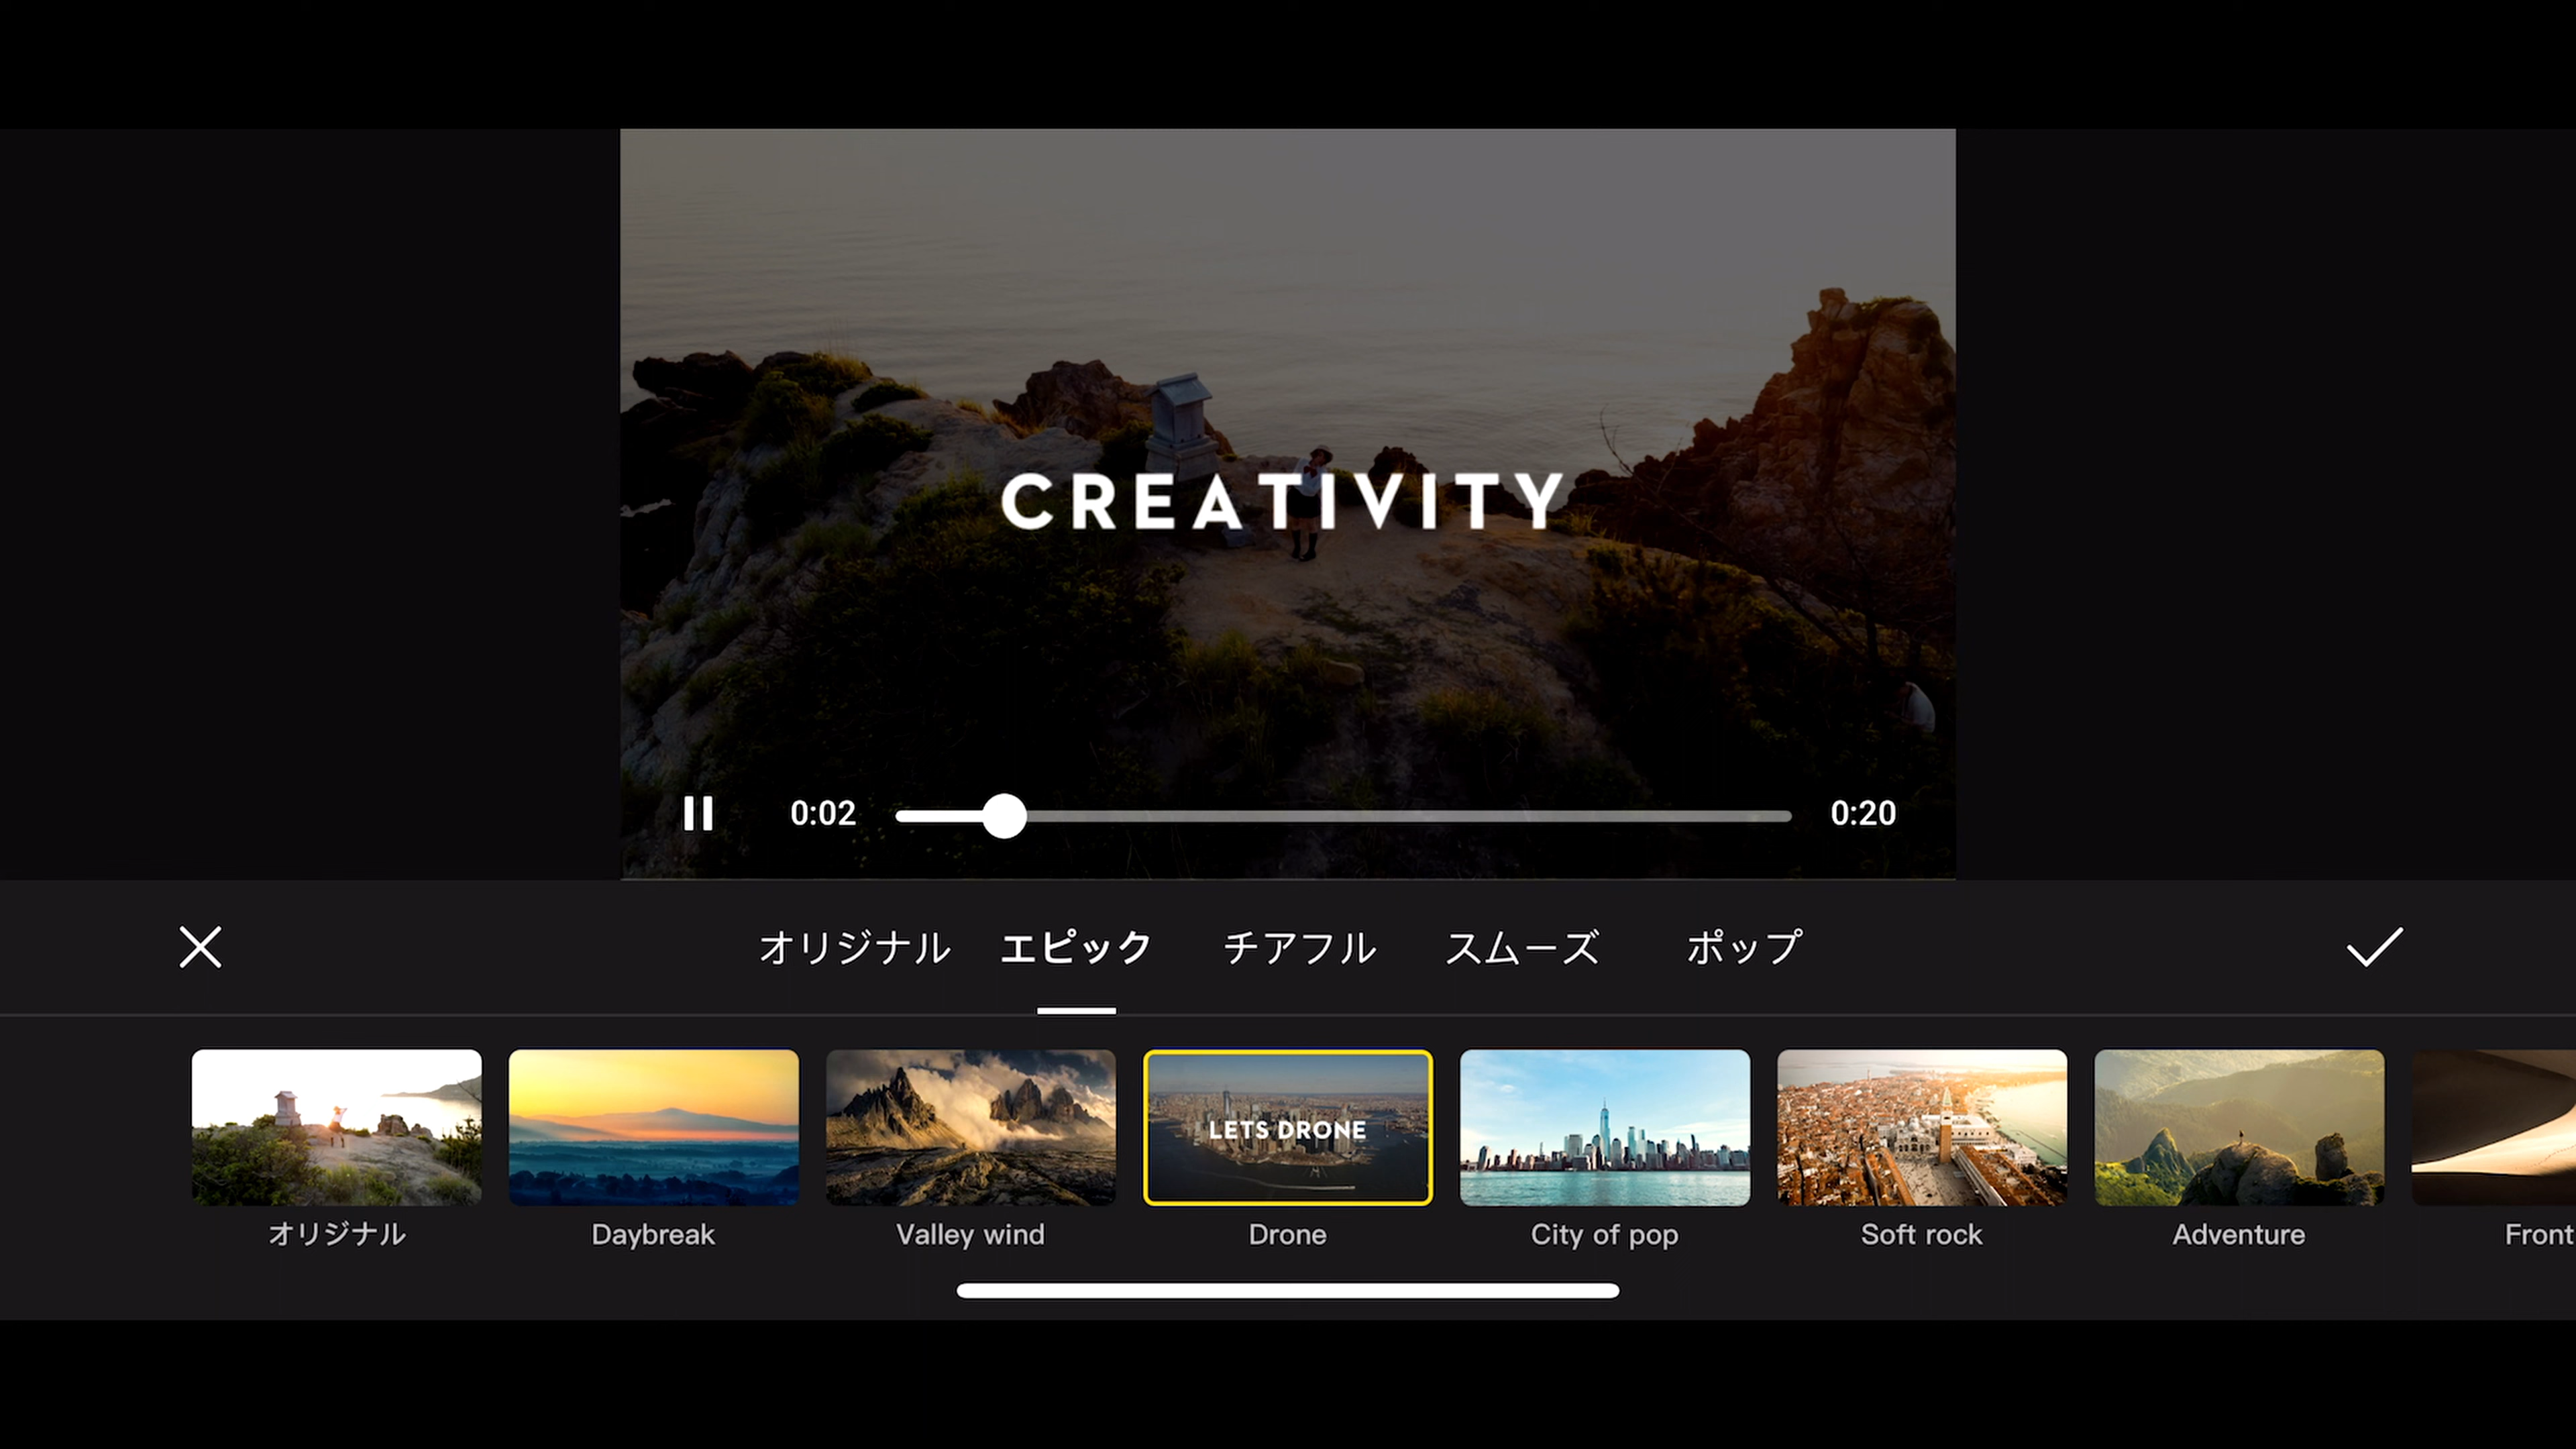 CREATIVITY
0:02 0:20
オリジナル エピック チアフル スムーズ ポップ
LETS DRONE
オリジナル Daybreak Valley wind Drone City of pop Soft rock Adventure Front